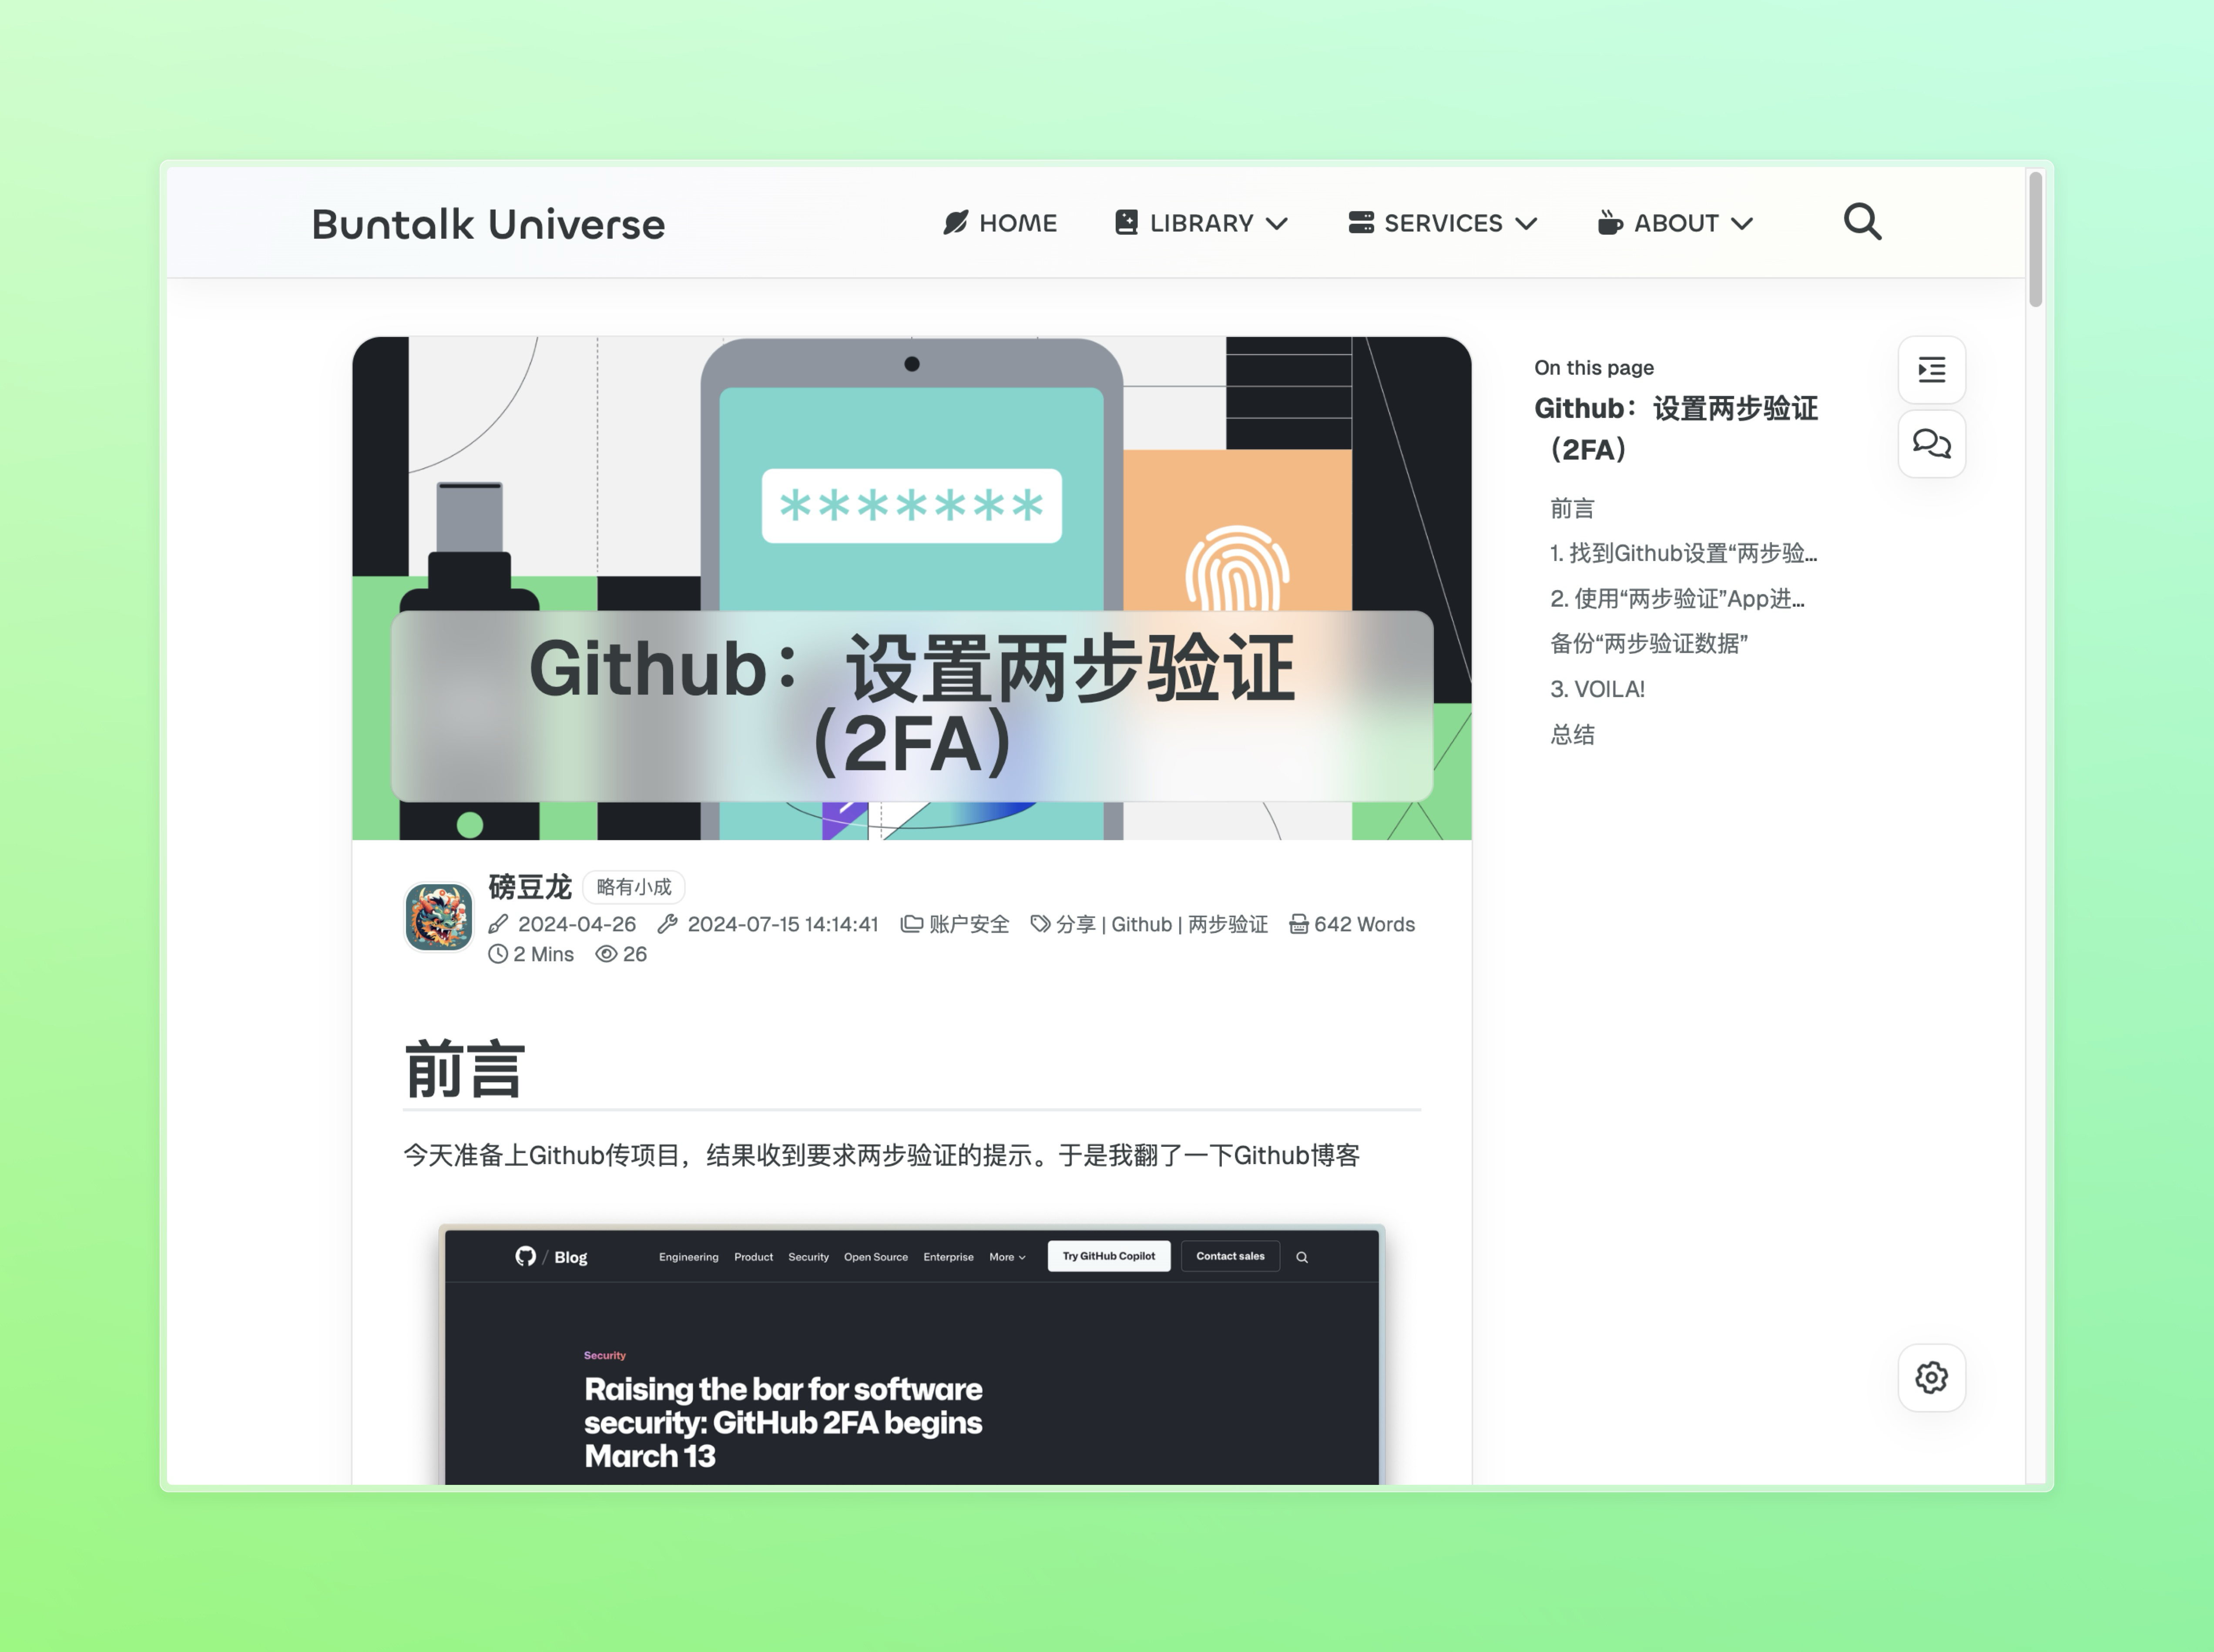 Buntalk Universe
HOME
LIBRARY
SERVICES
ABOUT
*******
Github：设置两步验证
（2FA）
磅豆龙 略有小成
2024-04-26 2024-07-15 14:14:41 账户安全 分享 | Github | 两步验证 642 Words
2 Mins 26
前言
今天准备上Github传项目，结果收到要求两步验证的提示。于是我翻了一下Github博客
/ Blog
Engineering Product Security Open Source Enterprise More Try GitHub Copilot Contact sales
Security
Raising the bar for software
security: GitHub 2FA begins
March 13
On this page
Github：设置两步验证
（2FA）
前言
1. 找到Github设置“两步验...
2. 使用“两步验证”App进...
备份“两步验证数据”
3. VOILA!
总结